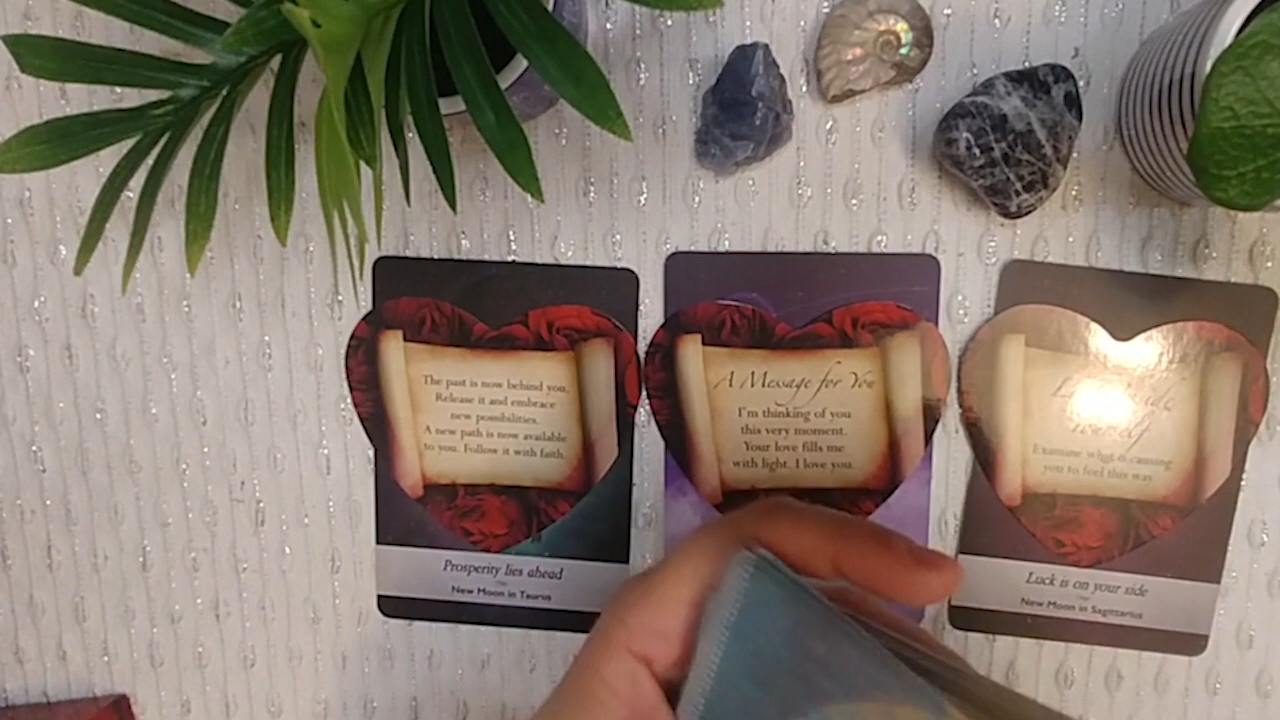 The past is now behind you.
Release it and embrace
new possibilities.
A new path is now available
to you. Follow it with faith.
Prosperity lies ahead
New Moon in Taurus
A Message for You
I'm thinking of you
this very moment.
Your love fills me
with light. I love you.
Yourself
Examine what is causing
you to feel this way
Luck is on your side
New Moon in Sagittarius